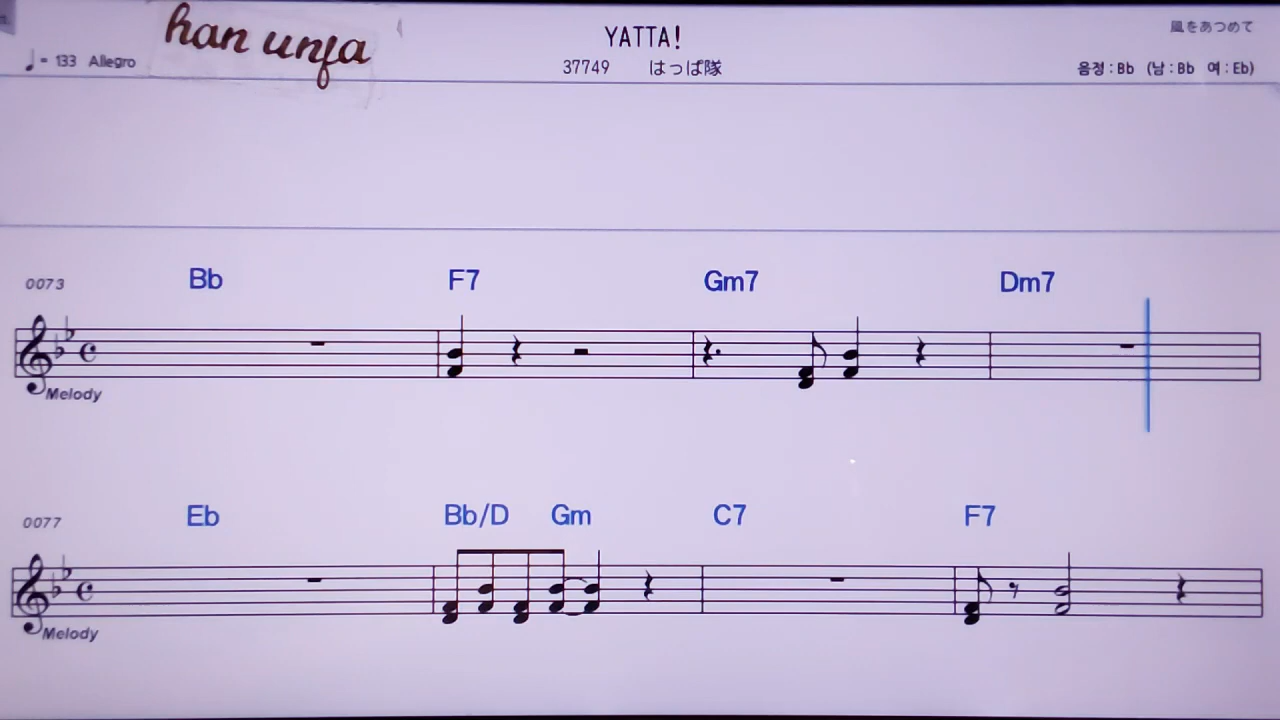 han unfa
YATTA!
風をあつめて
♩= 133 Allegro
37749 はっぱ隊
음정 : Bb (남 : Bb 여 : Eb)
0073 Bb F7 Gm7 Dm7
Melody
0077 Eb Bb/D Gm C7 F7
Melody